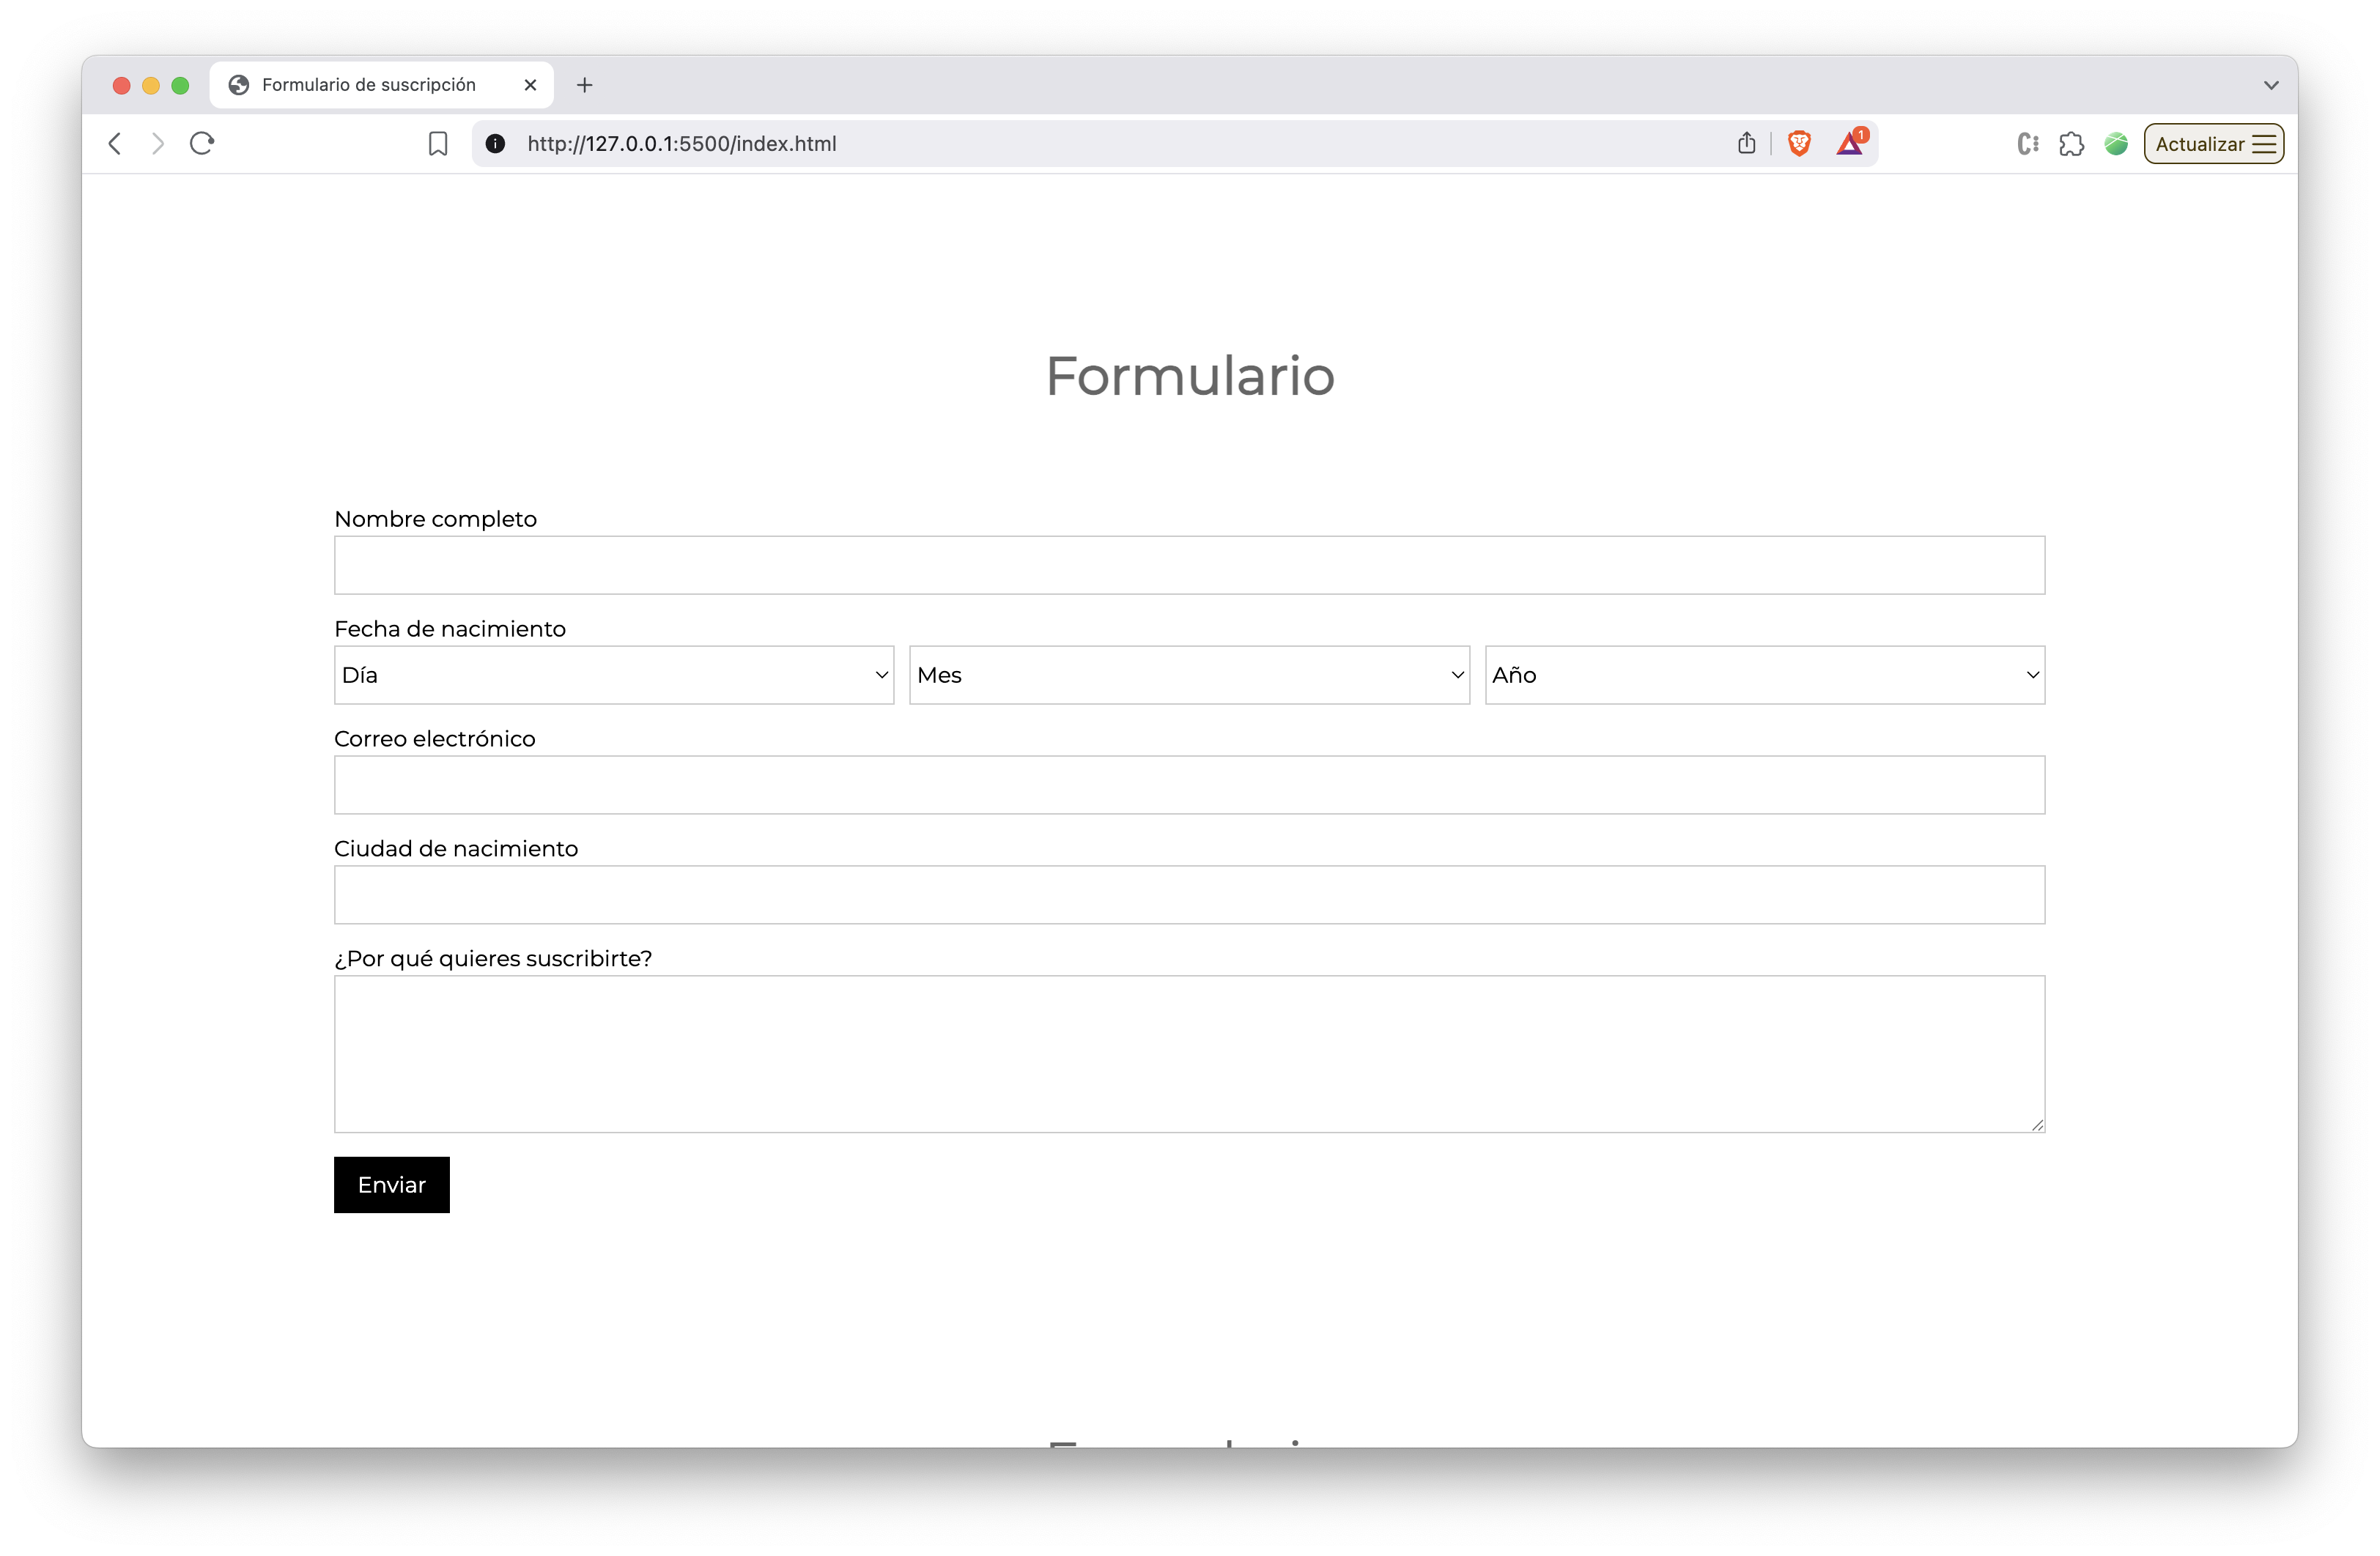 Formulario de suscripción
http://127.0.0.1:5500/index.html
1
Actualizar
Formulario
Nombre completo
Fecha de nacimiento
Día Mes Año
Correo electrónico
Ciudad de nacimiento
¿Por qué quieres suscribirte?
Enviar